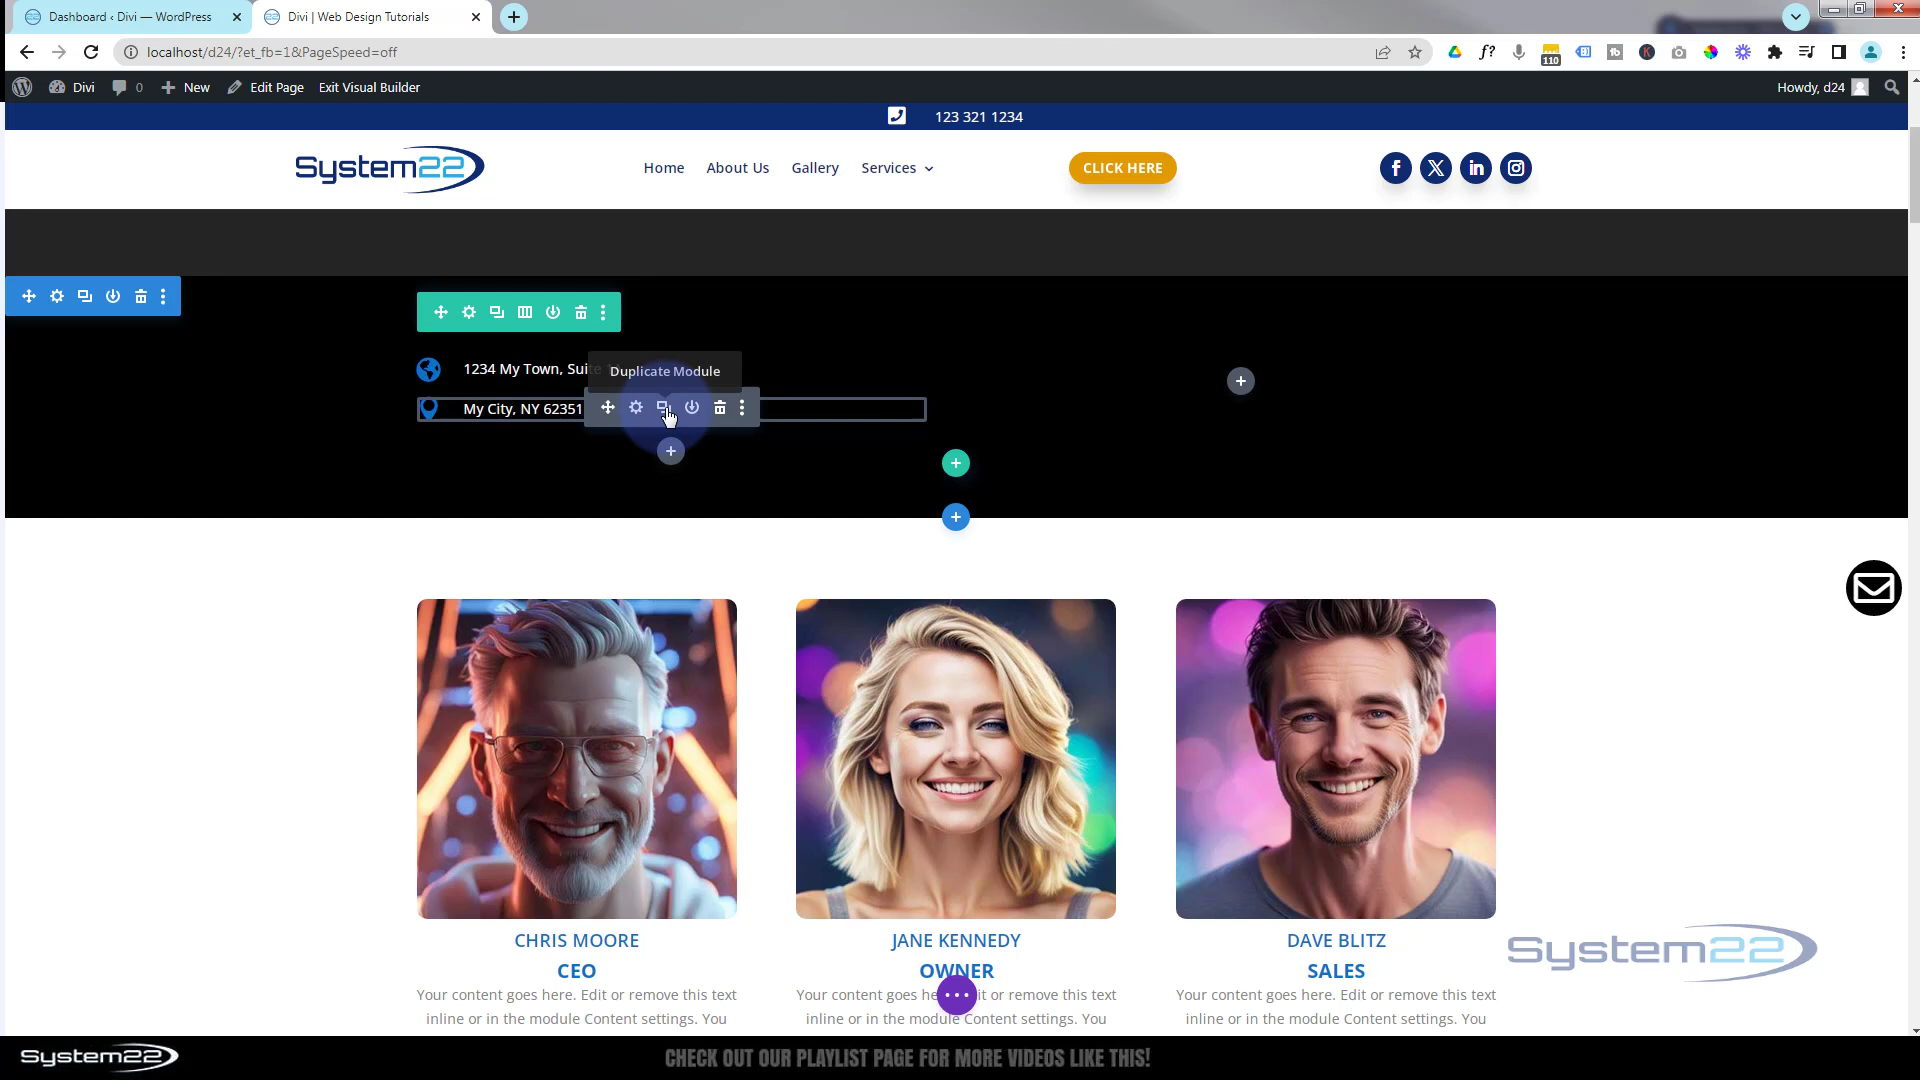 Dashboard ‹ Divi — WordPress
Divi | Web Design Tutorials
localhost/d24/?et_fb=1&PageSpeed=off
f?
110
Divi
0
New
Edit Page
Exit Visual Builder
Howdy, d24
123 321 1234
System22
Home
About Us
Gallery
Services
CLICK HERE
1234 My Town, Suite
Duplicate Module
My City, NY 62351
CHRIS MOORE
JANE KENNEDY
DAVE BLITZ
CEO
OWNER
SALES
System22
Your content goes here. Edit or remove this text
Your content goes it or remove this text
Your content goes here. Edit or remove this text
inline or in the module Content settings. You
inline or in the module Content settings. You
inline or in the module Content settings. You
System22
CHECK OUT OUR PLAYLIST PAGE FOR MORE VIDEOS LIKE THIS!